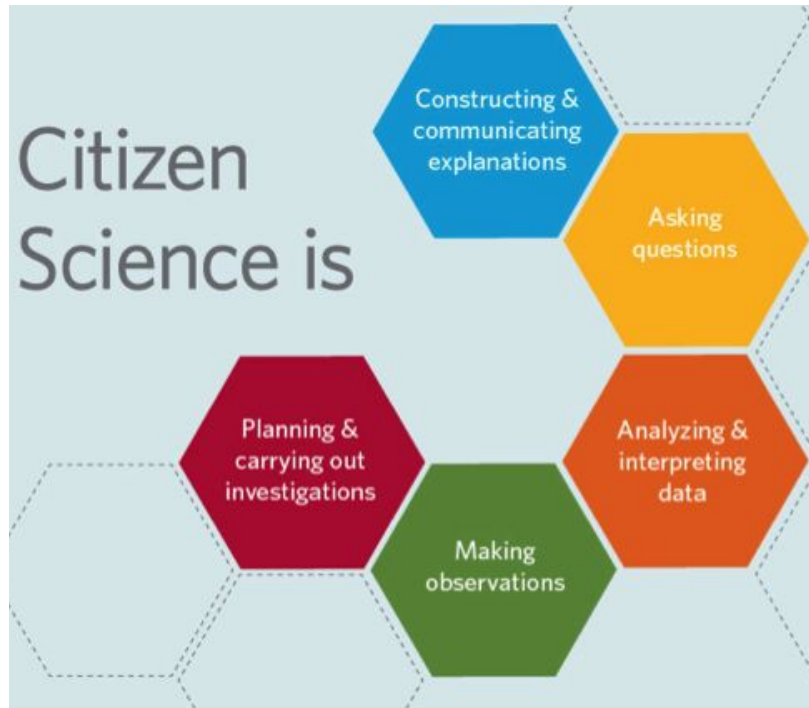 Citizen
Science is
Constructing &
communicating
explanations
Asking
questions
Analyzing &
interpreting
data
Making
observations
Planning &
carrying out
investigations